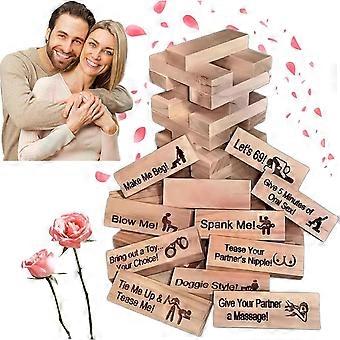 Let's 69!
Make Me Beg!
Give 5 Minutes of
Oral Sex!
Blow Me!
Spank Me!
Bring out a Toy...
Your Choice!
Tease Your
Partner's Nipple!
Doggie Style!
Tie Me Up &
Tease Me!
Give Your Partner
a Massage!